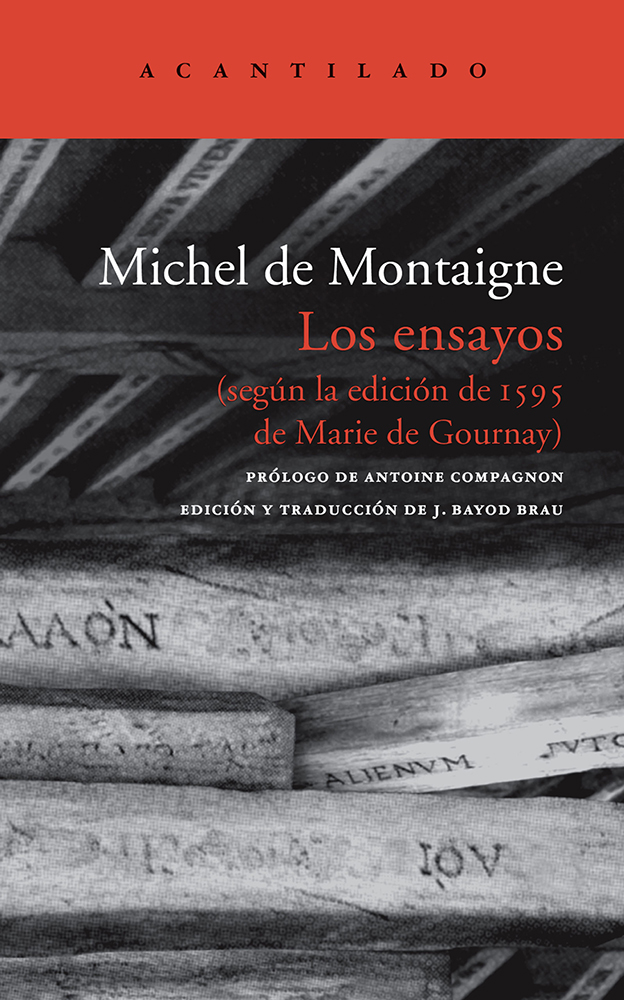 ACANTILADO
Michel de Montaigne
Los ensayos
(según la edición de 1595
de Marie de Gournay)
PRÓLOGO DE ANTOINE COMPAGNON
EDICIÓN Y TRADUCCIÓN DE J. BAYOD BRAU
ALIENVM